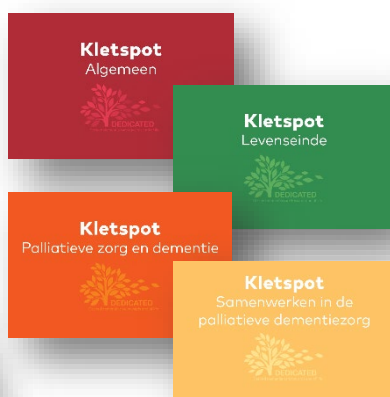 Kletspot
Algemeen
DEDICATED
Kletspot
Levenseinde
DEDICATED
Kletspot
Palliatieve zorg en dementie
DEDICATED
Kletspot
Samenwerken in de
palliatieve dementiezorg
DEDICATED